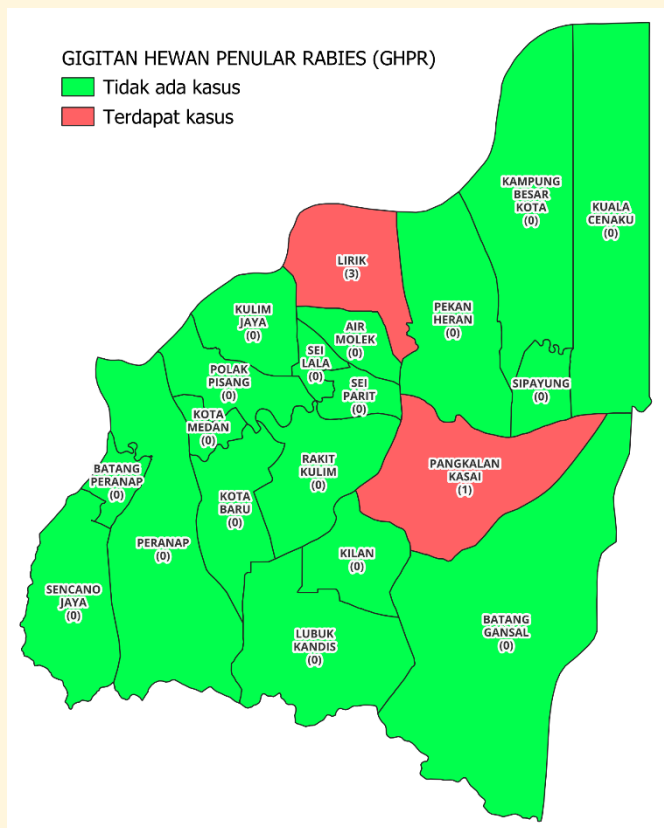 GIGITAN HEWAN PENULAR RABIES (GHPR)
Tidak ada kasus
Terdapat kasus
KAMPUNG
BESAR
KOTA
(0)
KUALA
CENAKU
(0)
LIRIK
(3)
PEKAN
HERAN
(0)
KULIM
JAYA
(0)
AIR
MOLEK
(0)
SEI
LALA
(0)
POLAK
PISANG
(0)
SEI
PARIT
(0)
SIPAYUNG
(0)
KOTA
MEDAN
(0)
BATANG
PERANAP
(0)
RAKIT
KULIM
(0)
PANGKALAN
KASAI
(1)
KOTA
BARU
(0)
PERANAP
(0)
KILAN
(0)
SENCANO
JAYA
(0)
LUBUK
KANDIS
(0)
BATANG
GANSAL
(0)